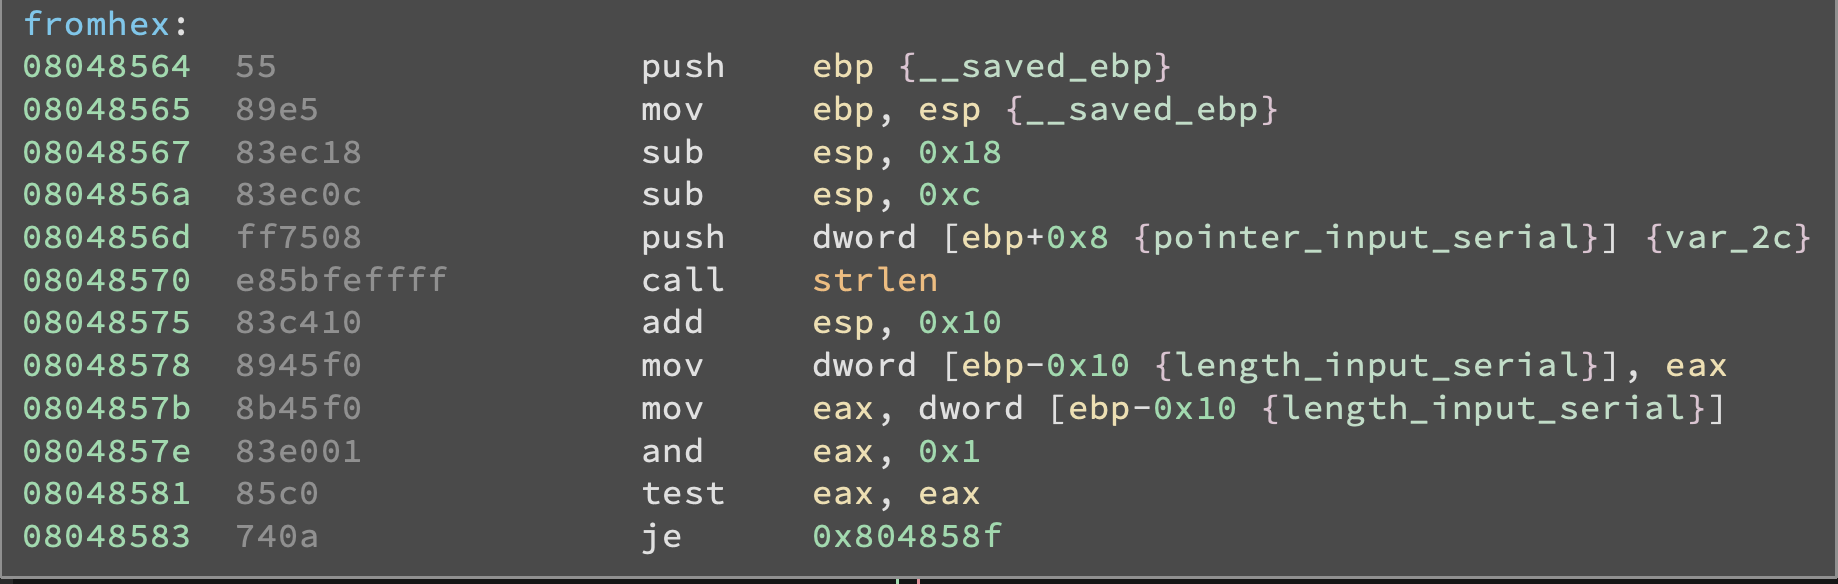 fromhex:
08048564 55 push ebp {__saved_ebp}
08048565 89e5 mov ebp, esp {__saved_ebp}
08048567 83ec18 sub esp, 0x18
0804856a 83ec0c sub esp, 0xc
0804856d ff7508 push dword [ebp+0x8 {pointer_input_serial}] {var_2c}
08048570 e85bfeffff call strlen
08048575 83c410 add esp, 0x10
08048578 8945f0 mov dword [ebp-0x10 {length_input_serial}], eax
0804857b 8b45f0 mov eax, dword [ebp-0x10 {length_input_serial}]
0804857e 83e001 and eax, 0x1
08048581 85c0 test eax, eax
08048583 740a je 0x804858f